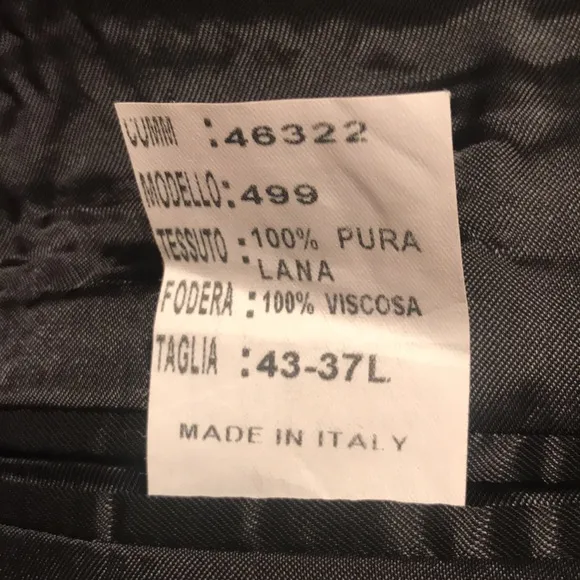 COMM :46322
MODELLO:499
TESSUTO :100% PURA
LANA
FODERA :100% VISCOSA
TAGLIA :43-37L
MADE IN ITALY